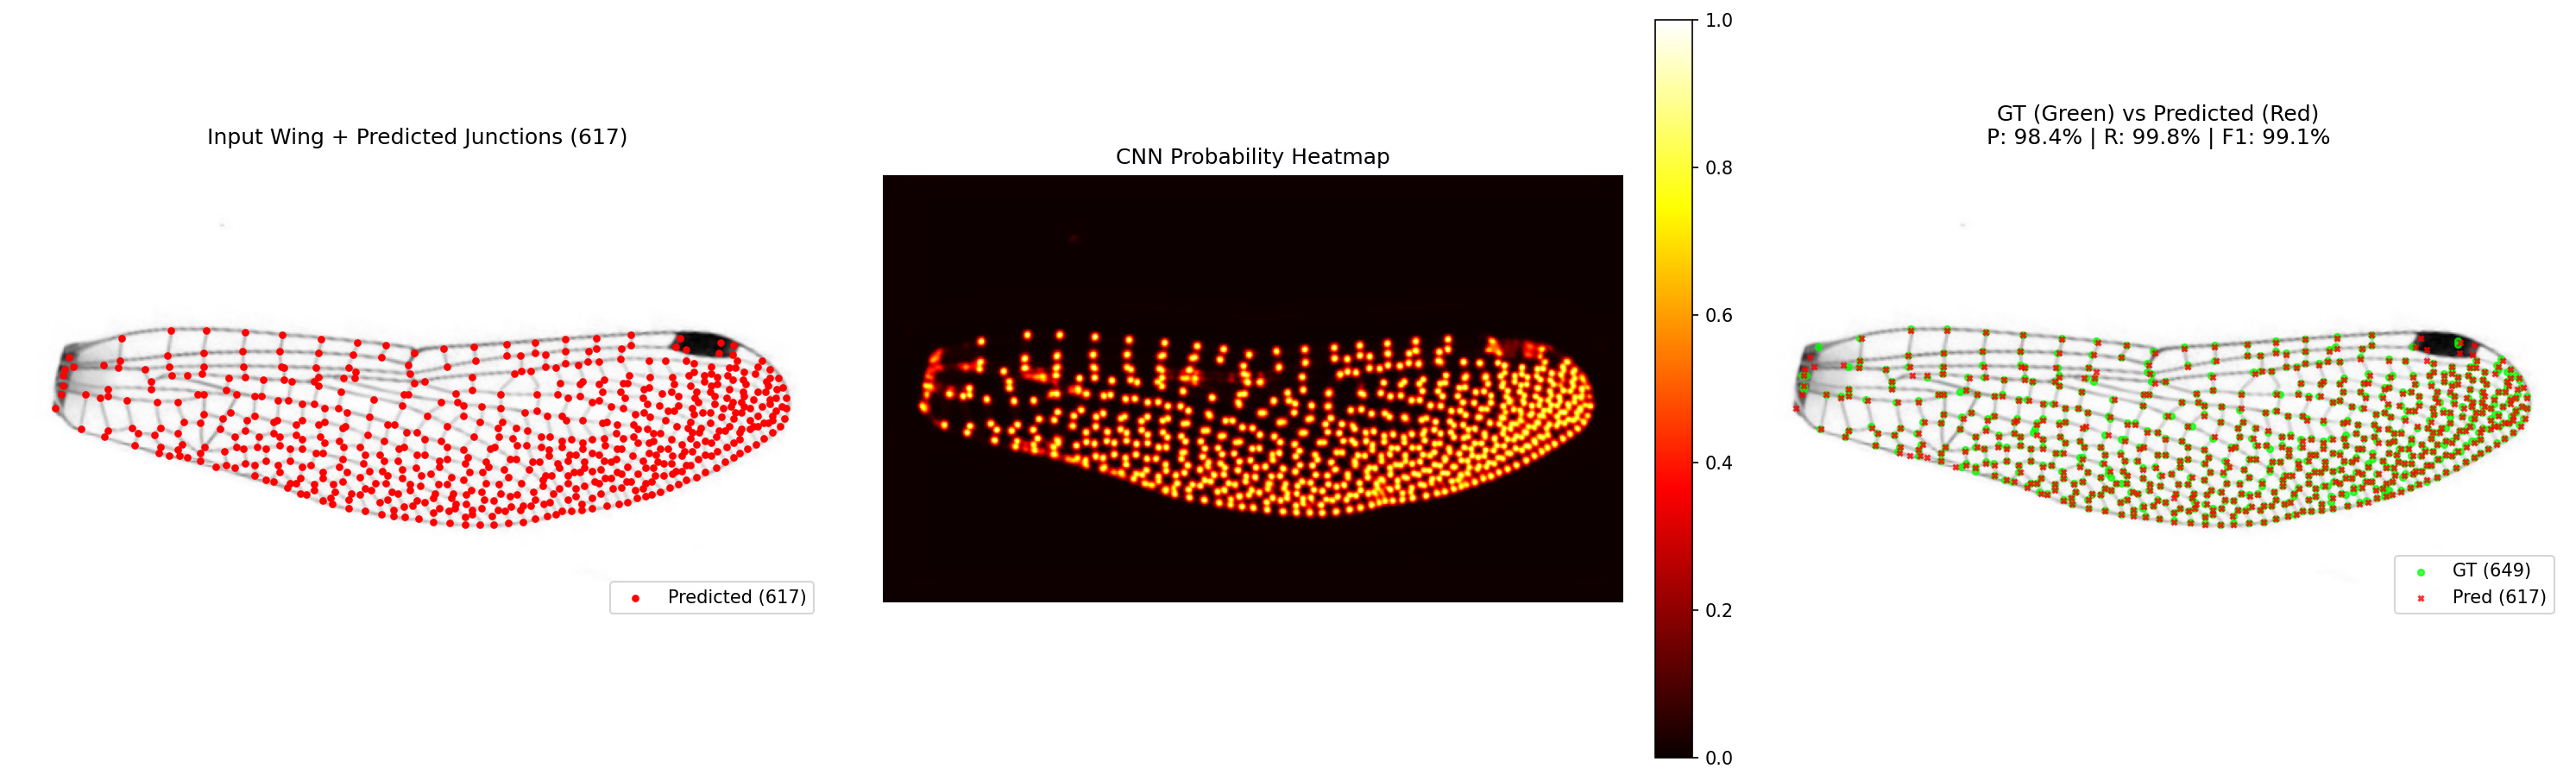 Input Wing + Predicted Junctions (617)
Predicted (617)
CNN Probability Heatmap
1.0
0.8
0.6
0.4
0.2
0.0
GT (Green) vs Predicted (Red)
P: 98.4% | R: 99.8% | F1: 99.1%
GT (649)
Pred (617)